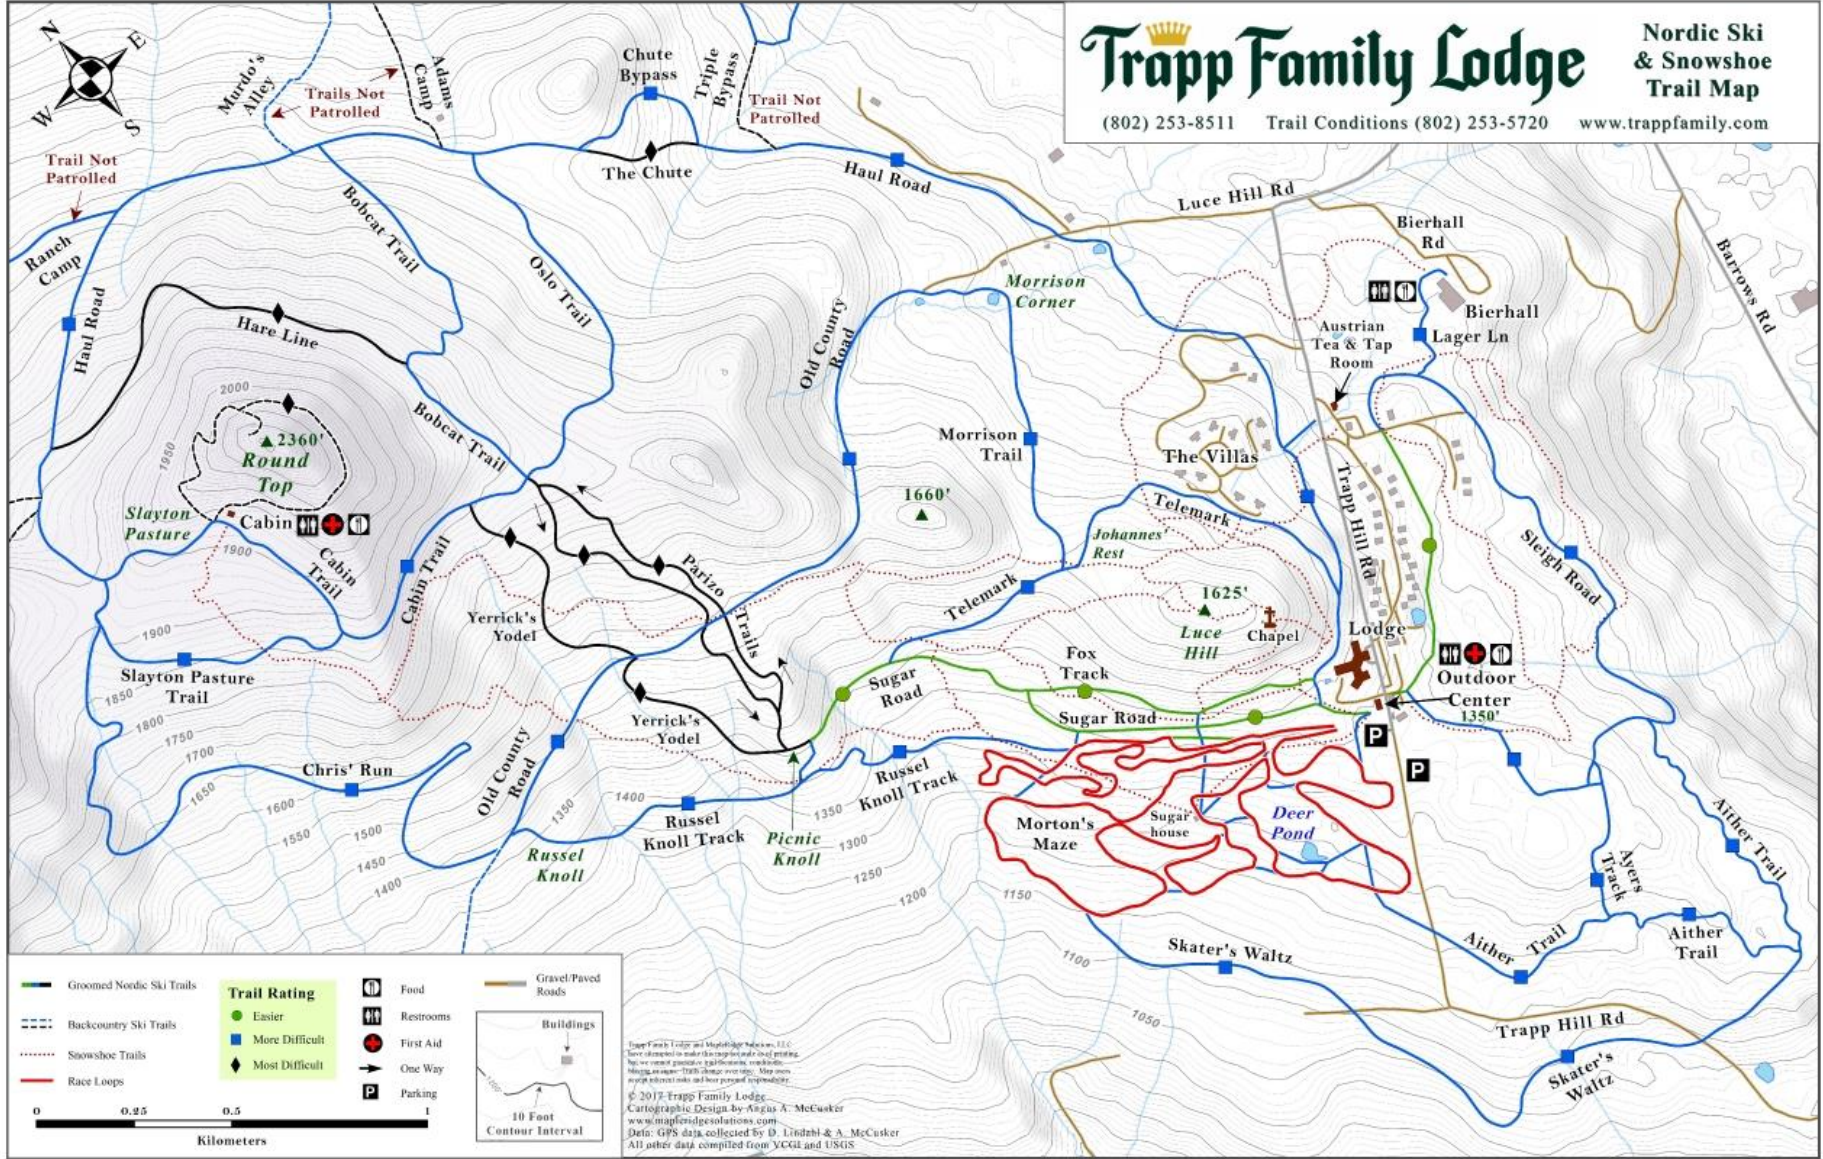 Trapp Family Lodge
Nordic Ski
& Snowshoe
Trail Map
(802) 253-8511 Trail Conditions (802) 253-5720 www.trappfamily.com
N
E
W
S
Murdo's
Alley
Trails Not
Patrolled
Adams
Camp
Chute
Bypass
Triple
Bypass
Trail Not
Patrolled
Trail Not
Patrolled
The Chute
Haul Road
Luce Hill Rd
Bierhall
Rd
Barrows Rd
Ranch
Camp
Bobcat Trail
Oslo Trail
Morrison
Corner
Haul Road
Hare Line
Old County
Road
Bierhall
Lager Ln
Austrian
Tea & Tap
Room
2000
1950
2360'
Round
Top
Bobcat Trail
Morrison
Trail
The Villas
Trapp Hill Rd
1660'
Slayton
Pasture
Cabin
1900
Cabin
Trail
Cabin Trail
Telemark
Johannes'
Rest
Sleigh Road
Parizo
Trails
Telemark
1625'
Luce
Hill
Chapel
Lodge
Yerrick's
Yodel
1900
Slayton Pasture
Trail
Fox
Track
Sugar
Road
Sugar Road
Outdoor
Center
1350'
1850
1800
1750
1700
1650
Yerrick's
Yodel
P
P
Chris' Run
Old County
Road
1600
1550
1500
1450
1400
1350
1400
Russel
Knoll Track
Russel
Knoll Track
Picnic
Knoll
Russel
Knoll
1350
1300
1250
1200
1150
Morton's
Maze
Sugar
house
Deer
Pond
Aither Trail
Ayers
Track
Aither
Trail
Aither Trail
Skater's Waltz
1100
1050
Trapp Hill Rd
Skater's
Waltz
Groomed Nordic Ski Trails
Backcountry Ski Trails
Snowshoe Trails
Race Loops
Trail Rating
Easier
More Difficult
Most Difficult
Food
Restrooms
First Aid
One Way
P Parking
Gravel/Paved
Roads
Buildings
1200'
10 Foot
Contour Interval
0 0.25 0.5 1
Kilometers
Trapp Family Lodge and MapleRidge Solutions, LLC
© 2017 Trapp Family Lodge
Cartographic Design by Angus A. McCusker
www.mapleridgesolutions.com
Data: GPS data collected by D. Lindahl & A. McCusker
All other data compiled from VCGI and USGS